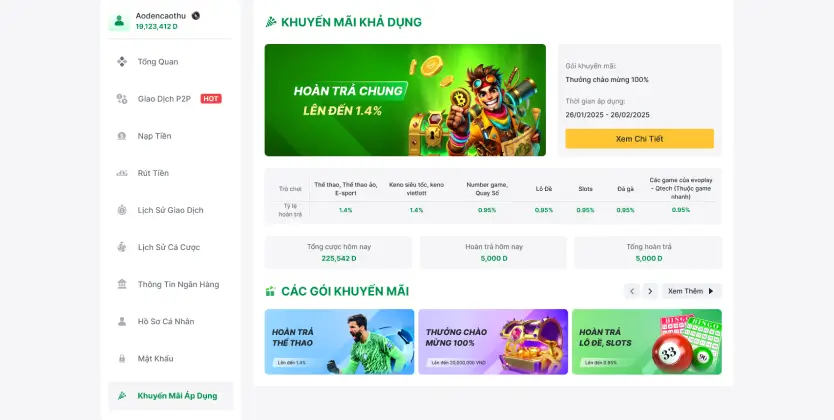 Aodencaothu
19,123,412 D
Tổng Quan
Giao Dịch P2P HOT
Nạp Tiền
Rút Tiền
Lịch Sử Giao Dịch
Lịch Sử Cá Cược
Thông Tin Ngân Hàng
Hồ Sơ Cá Nhân
Mật Khẩu
Khuyến Mãi Áp Dụng
KHUYẾN MÃI KHẢ DỤNG
HOÀN TRẢ CHUNG
LÊN ĐẾN 1.4%
Gói khuyến mãi:
Thưởng chào mừng 100%
Thời gian áp dụng:
26/01/2025 - 26/02/2025
Xem Chi Tiết
Trò chơi
Thể thao, Thể thao ảo,
E-sport
Keno siêu tốc, keno
vietlott
Number game,
Quay Số
Lô Đề
Slots
Đá gà
Các game của evoplay
- Qtech (Thuộc game
nhanh)
Tỷ lệ
hoàn trả
1.4% 1.4% 0.95% 0.95% 0.95% 0.95% 0.95%
Tổng cược hôm nay
225,542 D
Hoàn trả hôm nay
5,000 D
Tổng hoàn trả
5,000 D
CÁC GÓI KHUYẾN MÃI
Xem Thêm
HOÀN TRẢ
THỂ THAO
Lên đến 1.4%
THƯỞNG CHÀO
MỪNG 100%
Lên đến 20,000,000 VND
HOÀN TRẢ
LÔ ĐỀ, SLOTS
Lên đến 0.95%
BINGO
BINGO
33
90